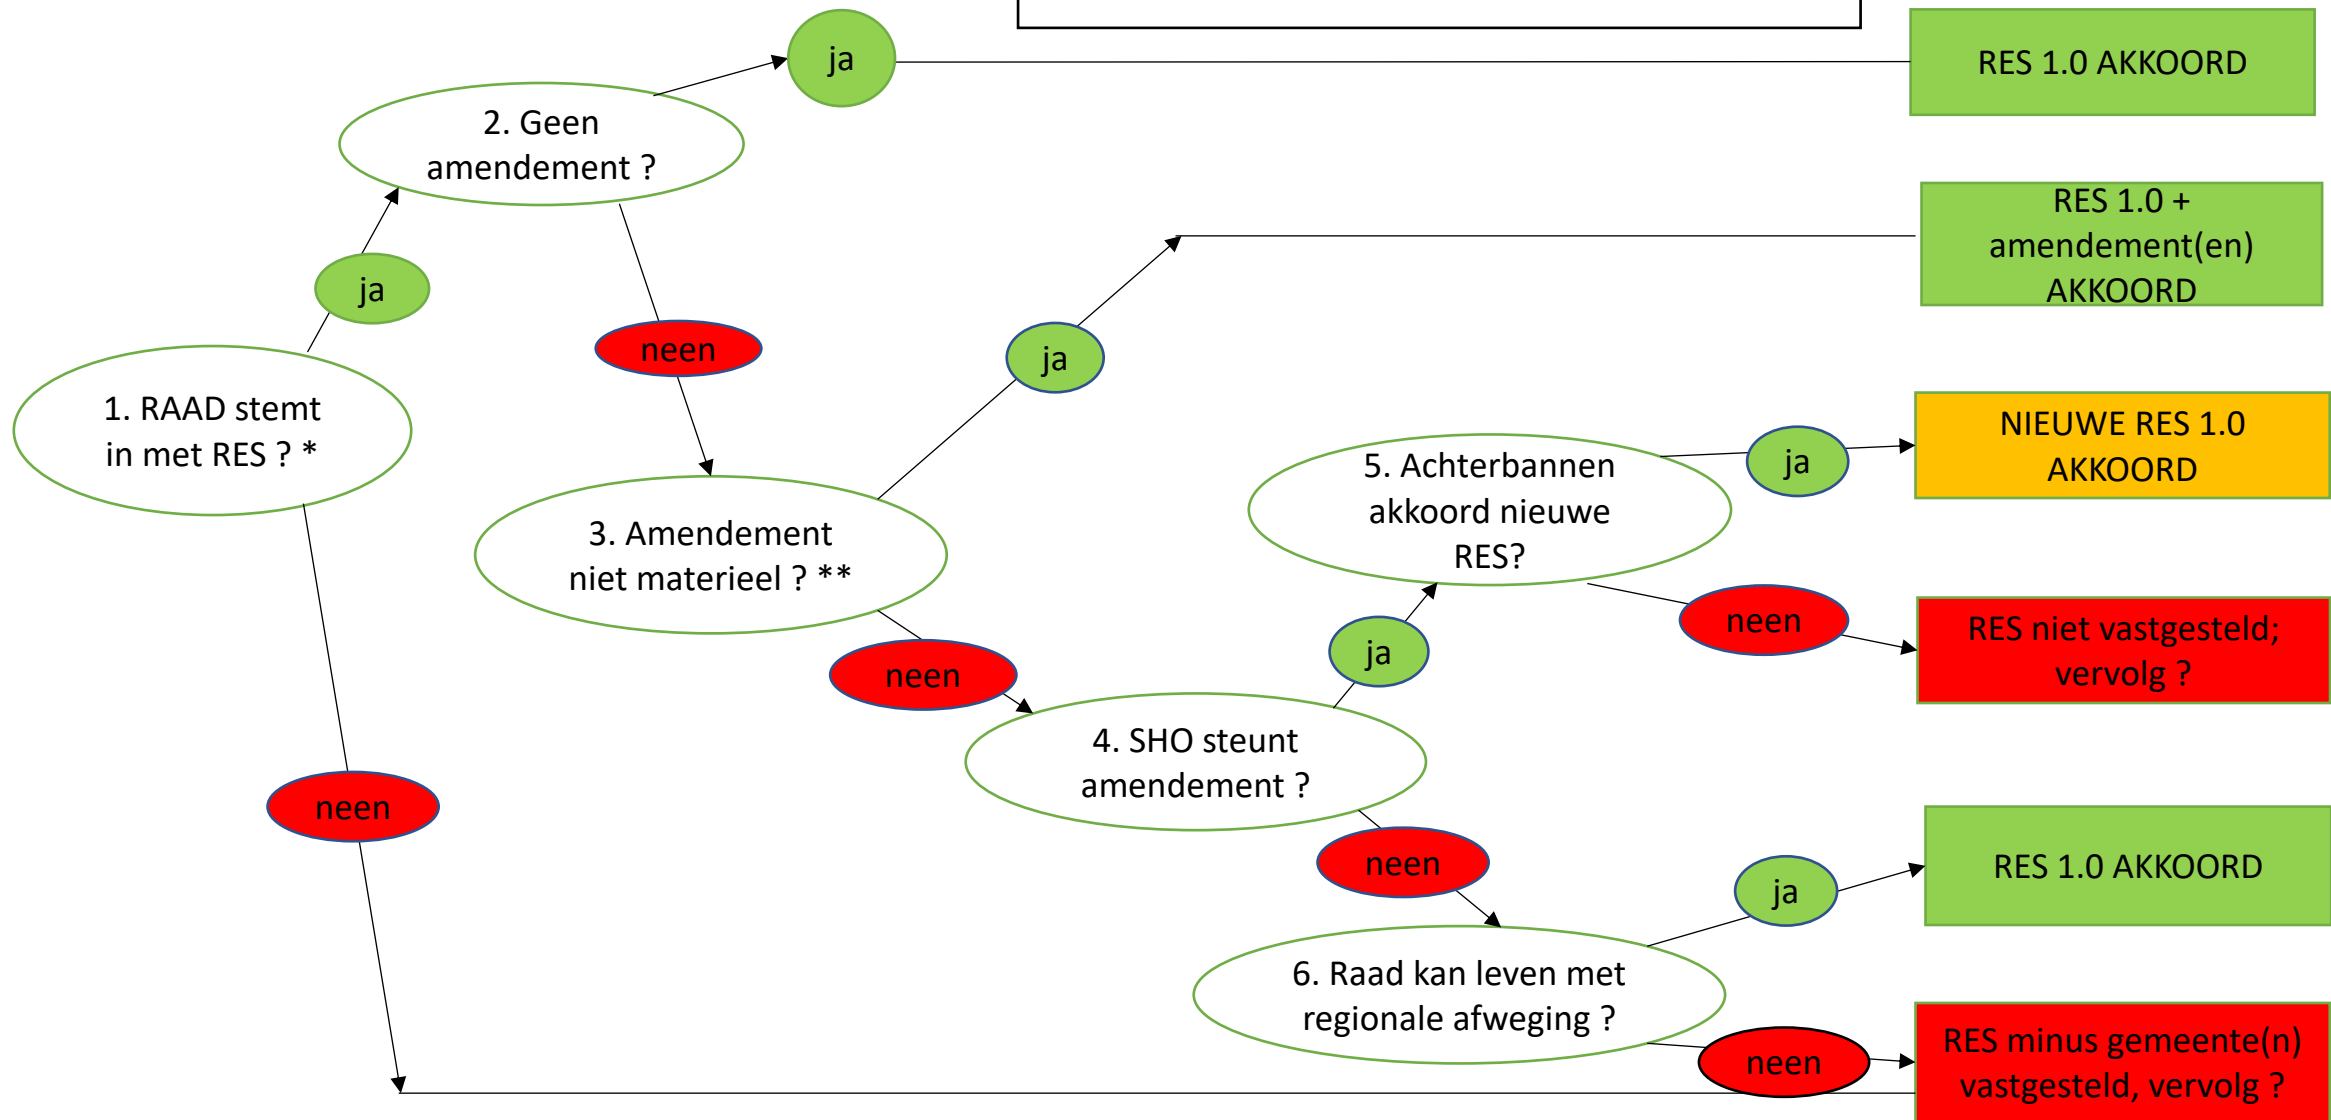 ja
RES 1.0 AKKOORD
2. Geen
amendement ?
RES 1.0 +
amendement(en)
AKKOORD
ja
neen
ja
1. RAAD stemt
in met RES ? *
NIEUWE RES 1.0
AKKOORD
ja
5. Achterbannen
akkoord nieuwe
RES?
3. Amendement
niet materieel ? **
neen
RES niet vastgesteld;
vervolg ?
ja
neen
4. SHO steunt
amendement ?
neen
neen
ja
RES 1.0 AKKOORD
6. Raad kan leven met
regionale afweging ?
neen
RES minus gemeente(n)
vastgesteld, vervolg ?